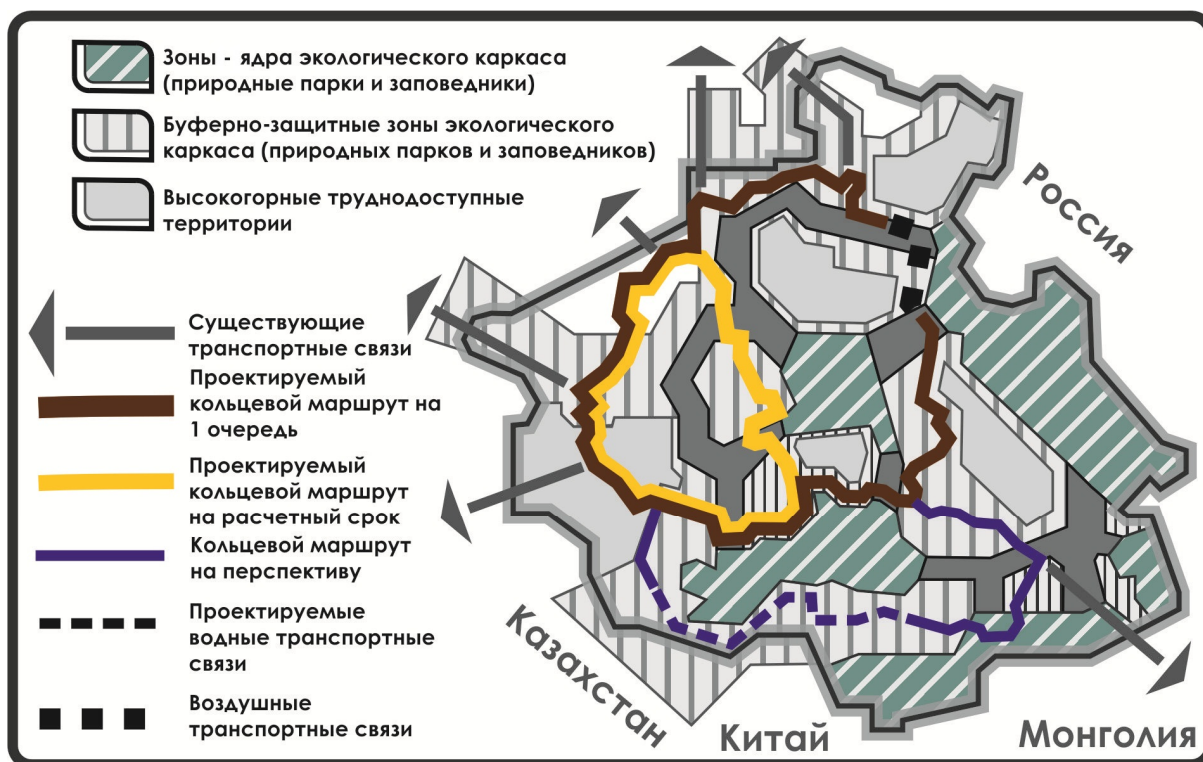 Зоны - ядра экологического каркаса
(природные парки и заповедники)
Буферно-защитные зоны экологического
каркаса (природных парков и заповедников)
Высокогорные труднодоступные
территории
Существующие
транспортные связи
Проектируемый
кольцевой маршрут на
1 очередь
Проектируемый
кольцевой маршрут
на расчетный срок
Кольцевой маршрут
на перспективу
Проектируемые
водные транспортные
связи
Воздушные
транспортные связи
Россия
Казахстан
Китай
Монголия